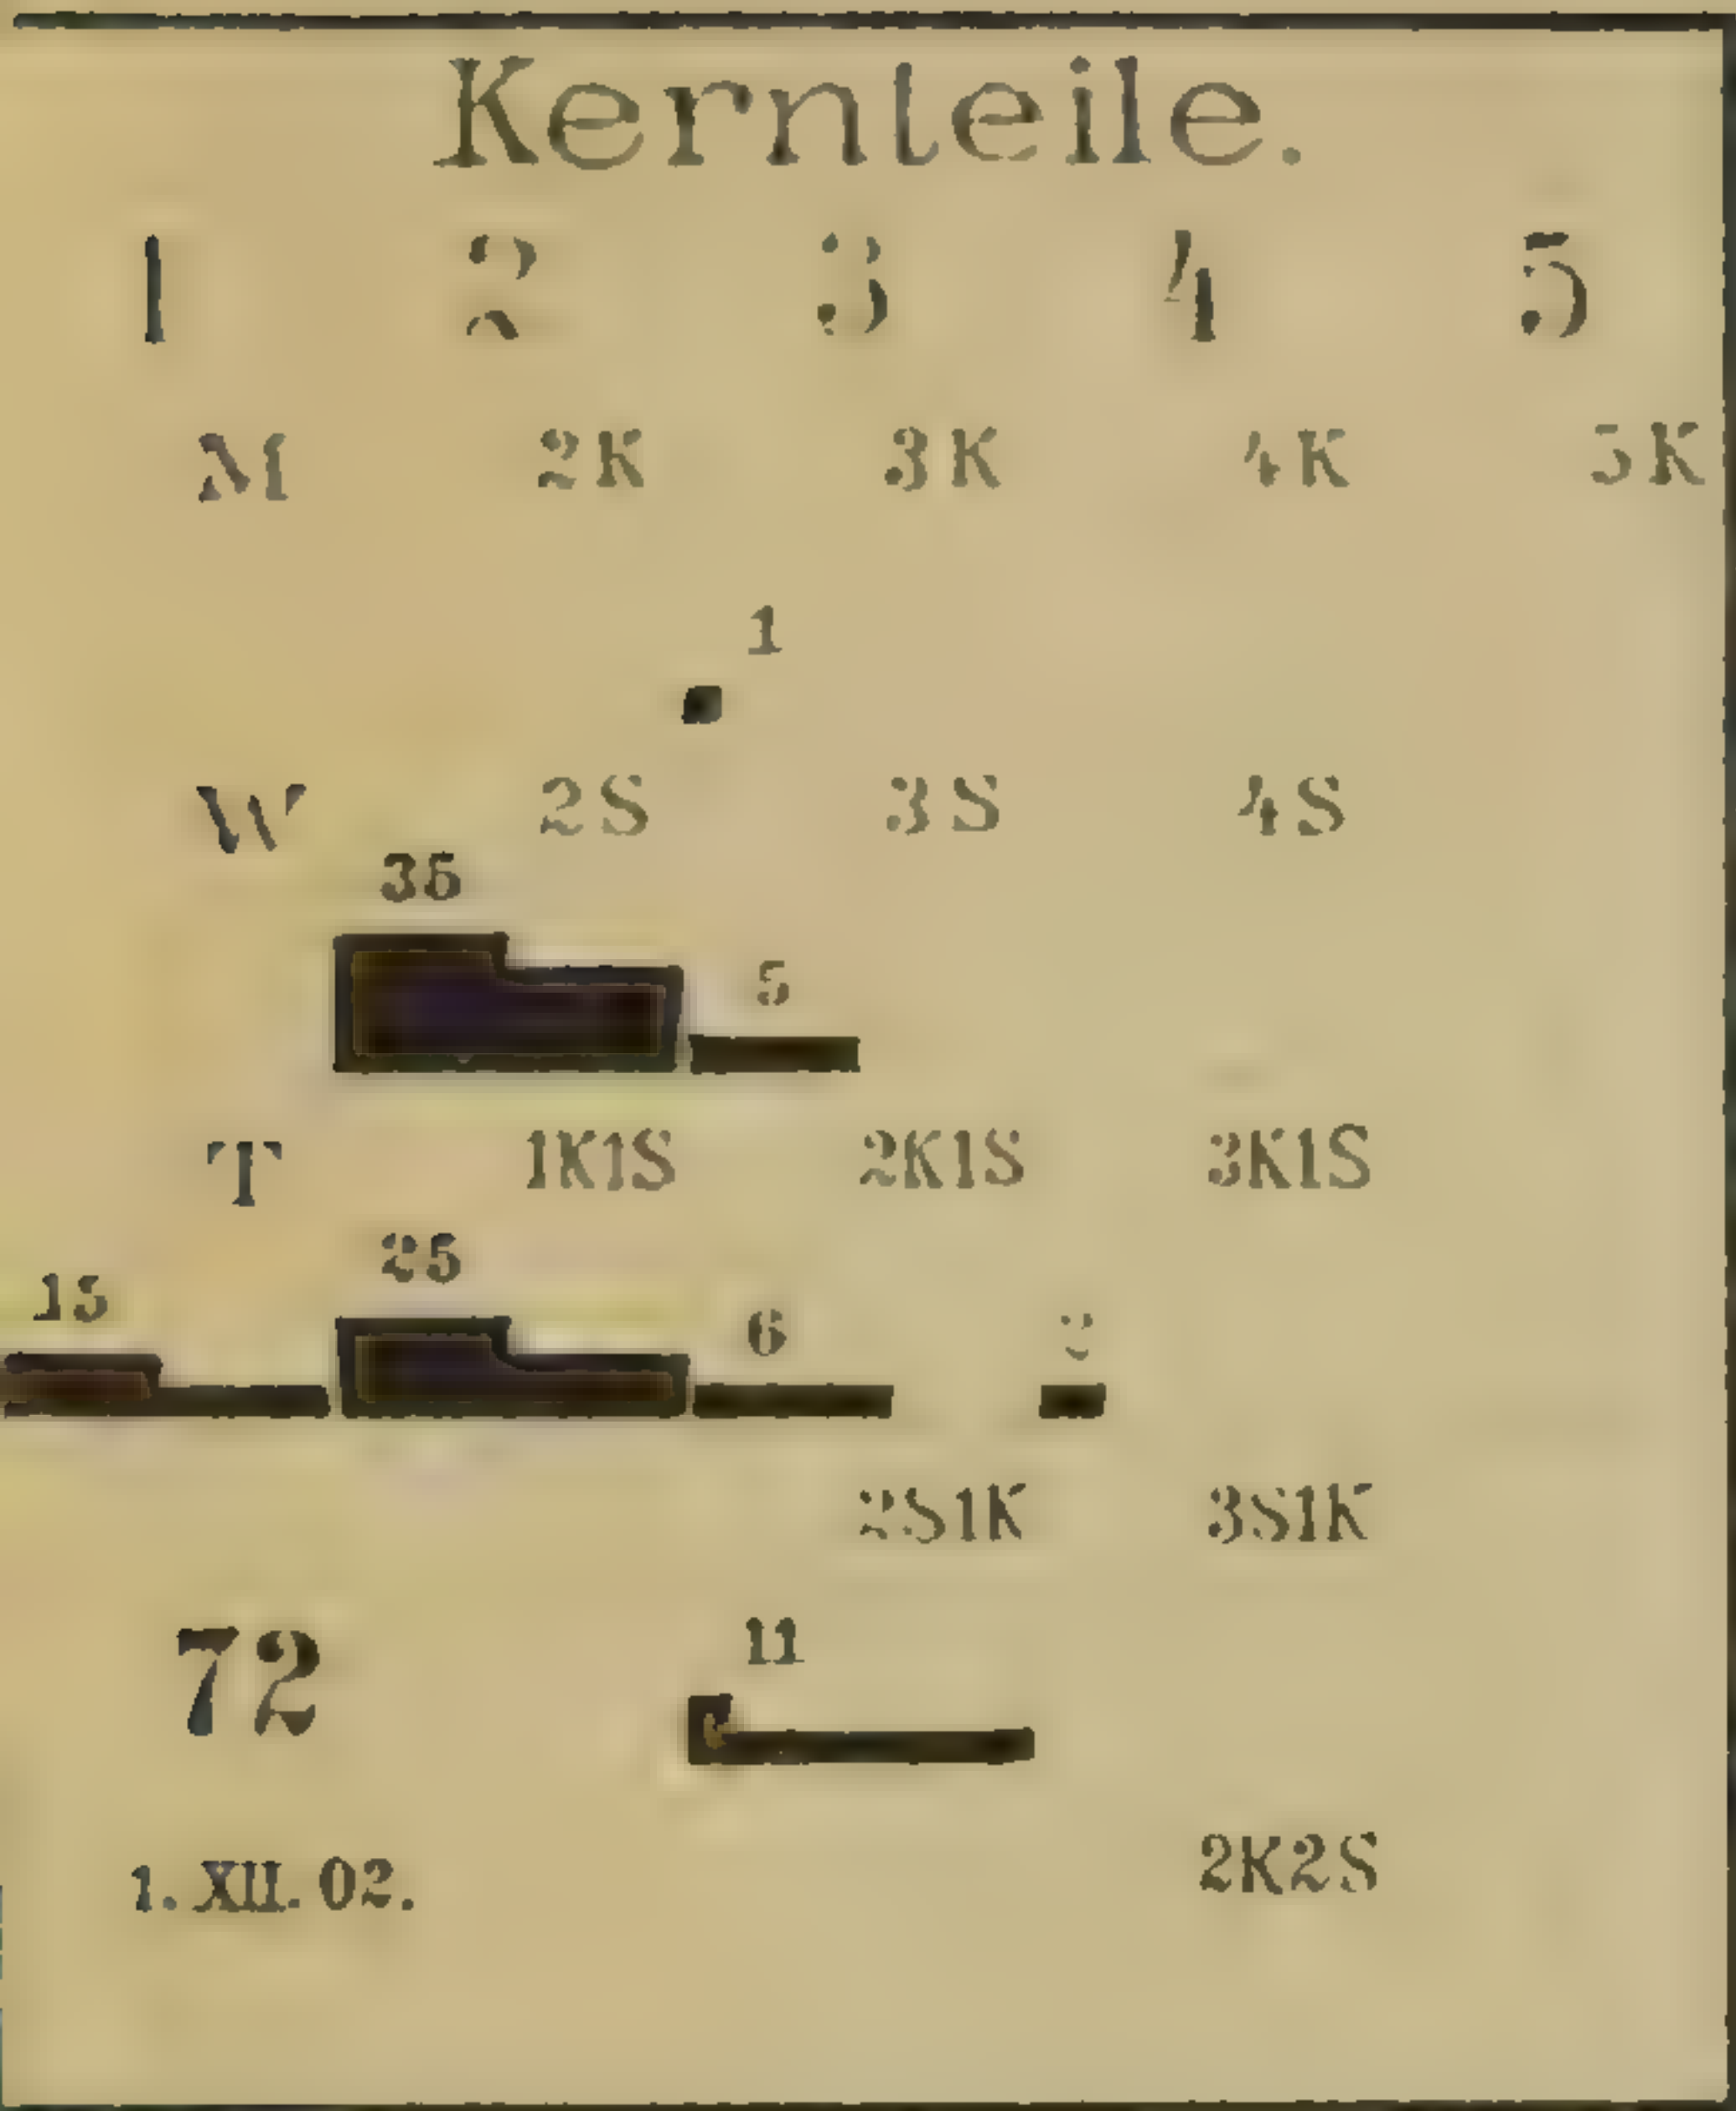 Kernteile.
1 2 3 4 5
M 2K 3K 4K 5K
1
W 2S 3S 4S
35
5
T 1K1S 2K1S 3K1S
25
15 6 2
2S1K 3S1K
72 11
1. XII. 02. 2K2S